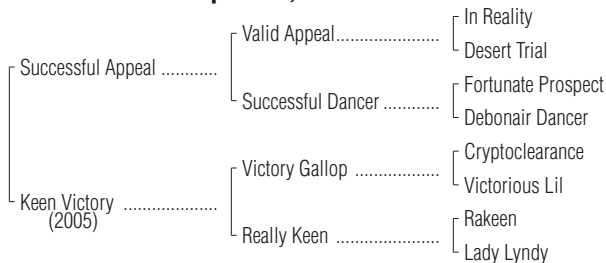 In Reality
Valid Appeal
Desert Trial
Successful Appeal
Fortunate Prospect
Successful Dancer
Debonair Dancer
Cryptoclearance
Victory Gallop
Victorious Lil
Keen Victory
(2005)
Rakeen
Really Keen
Lady Lyndy